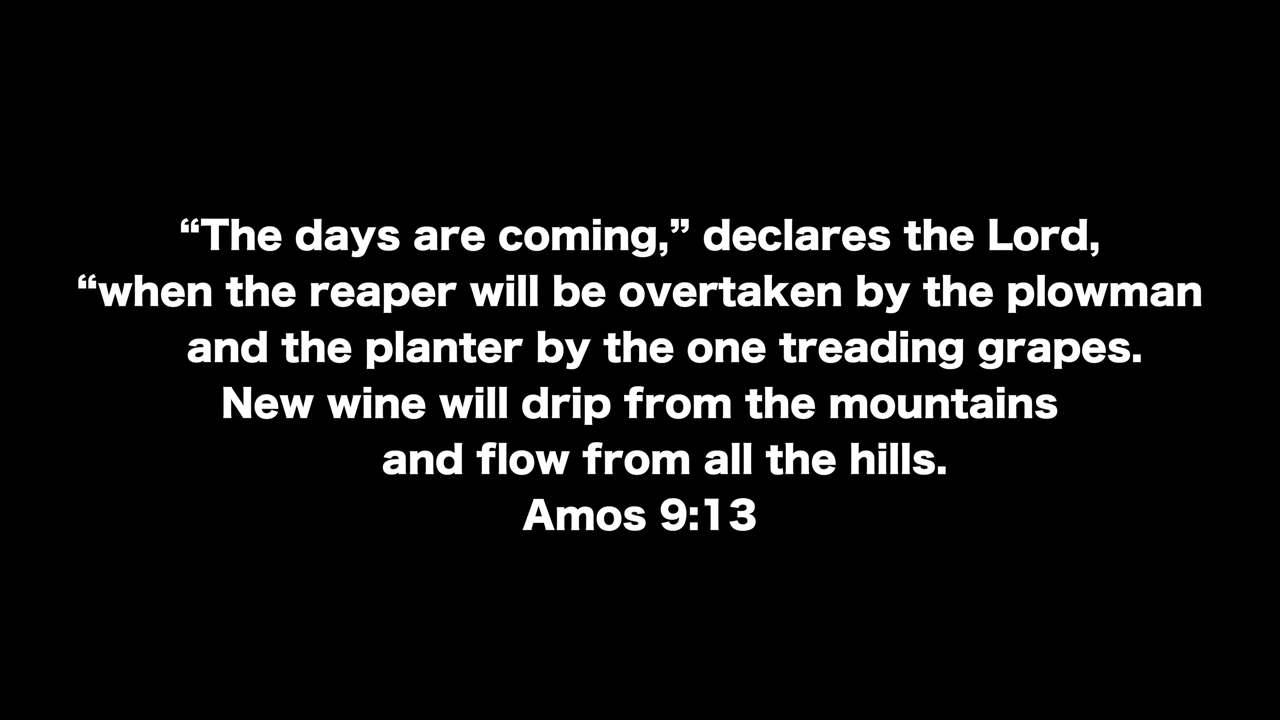 “The days are coming,” declares the Lord,
“when the reaper will be overtaken by the plowman
and the planter by the one treading grapes.
New wine will drip from the mountains
and flow from all the hills.
Amos 9:13